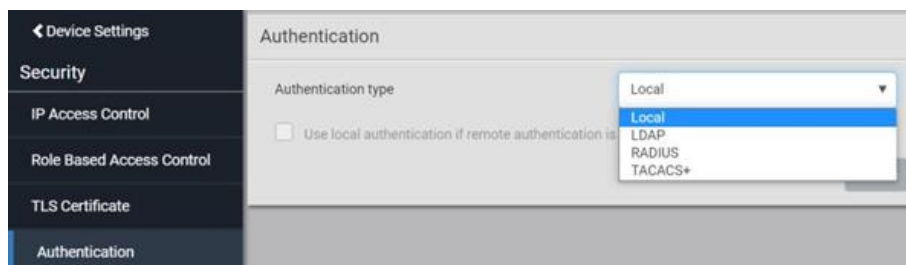 Device Settings
Security
IP Access Control
Role Based Access Control
TLS Certificate
Authentication
Authentication
Authentication type
Local
Local
LDAP
RADIUS
TACACS+
Use local authentication if remote authentication is